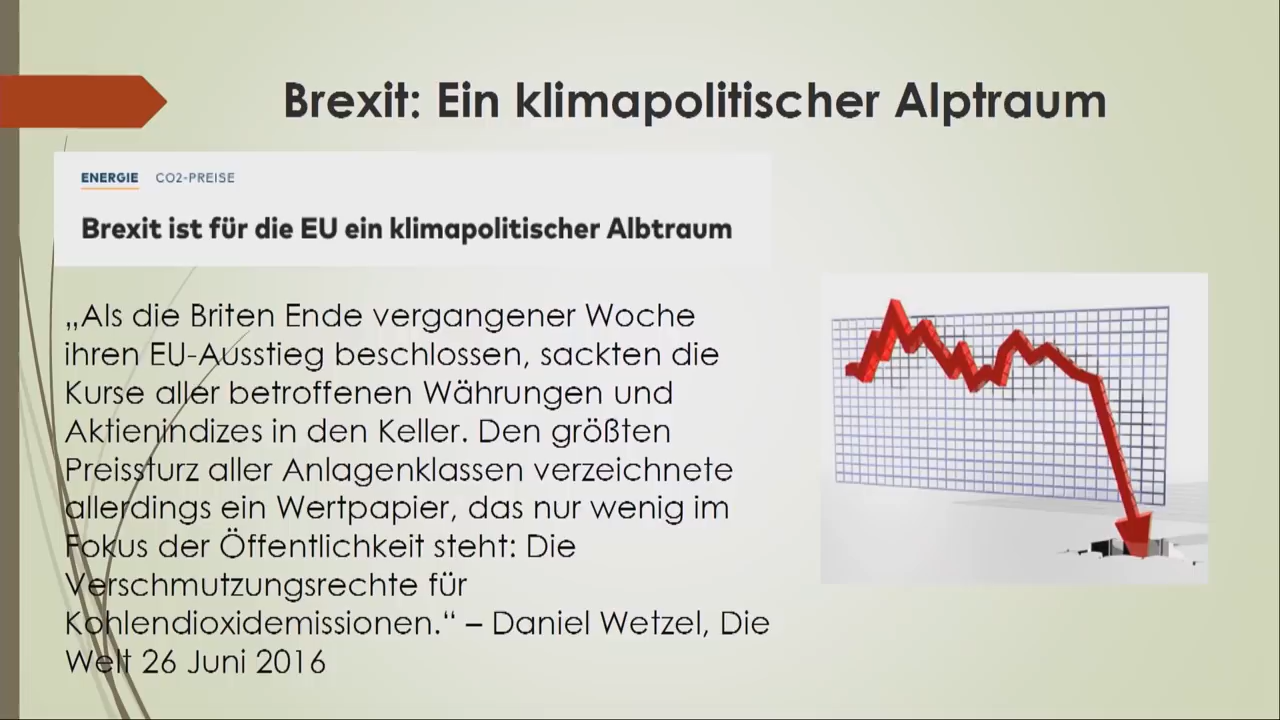 Brexit: Ein klimapolitischer Alptraum
ENERGIE CO2-PREISE
Brexit ist für die EU ein klimapolitischer Albtraum
„Als die Briten Ende vergangener Woche
ihren EU-Ausstieg beschlossen, sackten die
Kurse aller betroffenen Währungen und
Aktienindizes in den Keller. Den größten
Preissturz aller Anlagenklassen verzeichnete
allerdings ein Wertpapier, das nur wenig im
Fokus der Öffentlichkeit steht: Die
Verschmutzungsrechte für
Kohlendioxidemissionen.“ – Daniel Wetzel, Die
Welt 26 Juni 2016